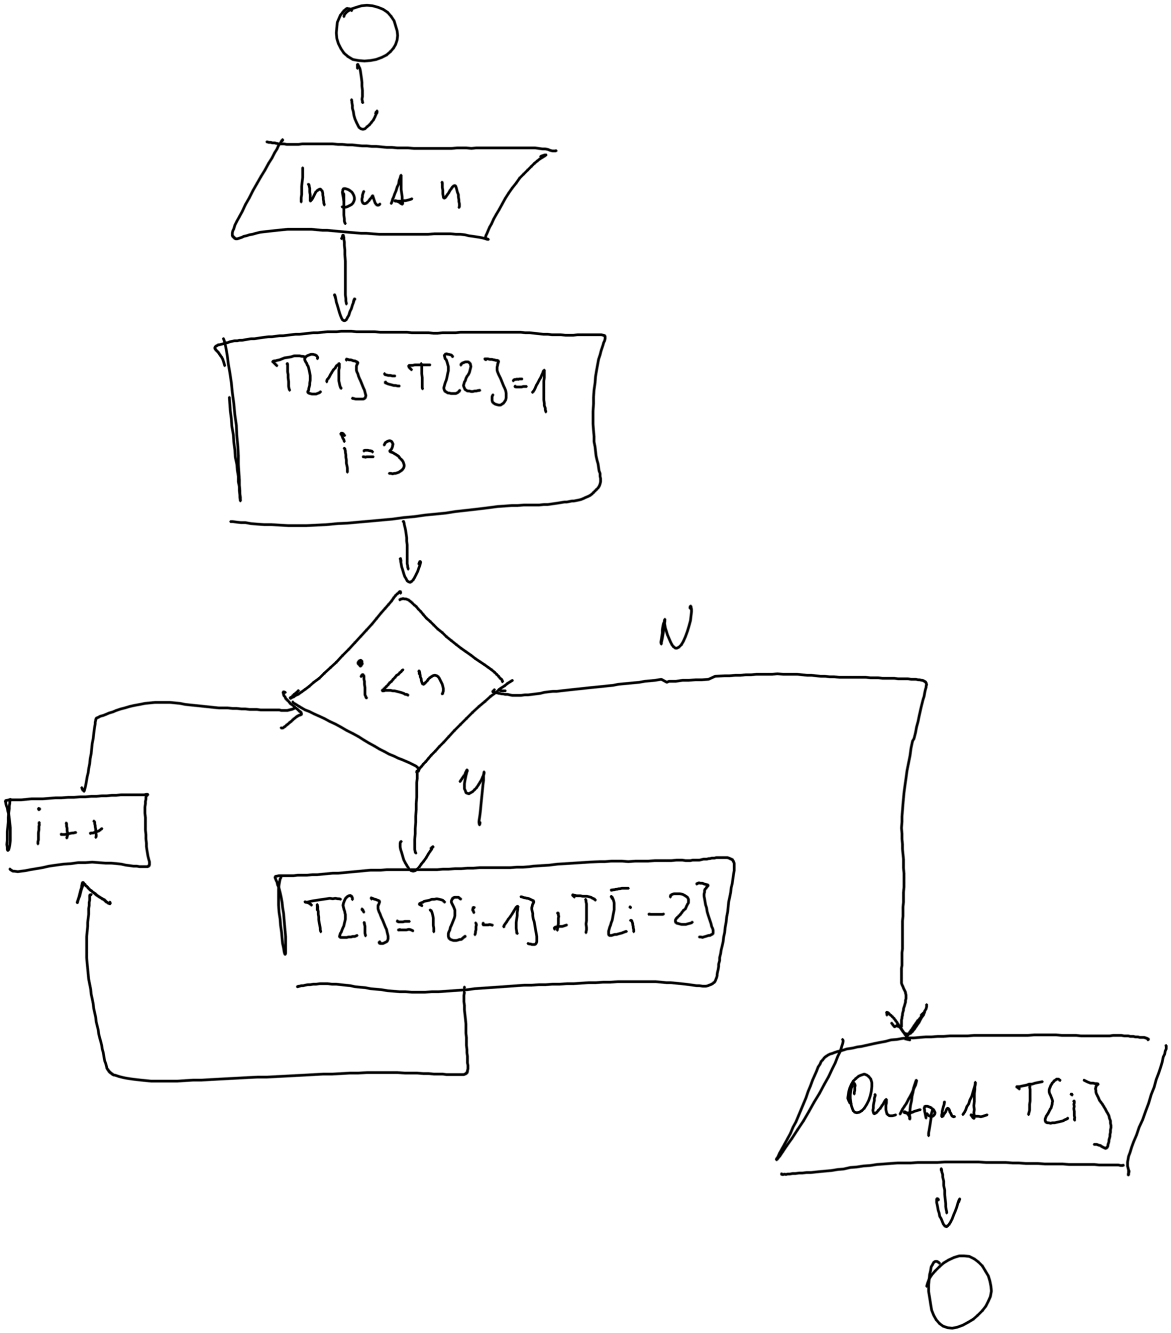 Input n
T[1]=T[2]=1
i=3
i<n
N
Y
i++
T[i]=T[i-1]+T[i-2]
Output T[i]